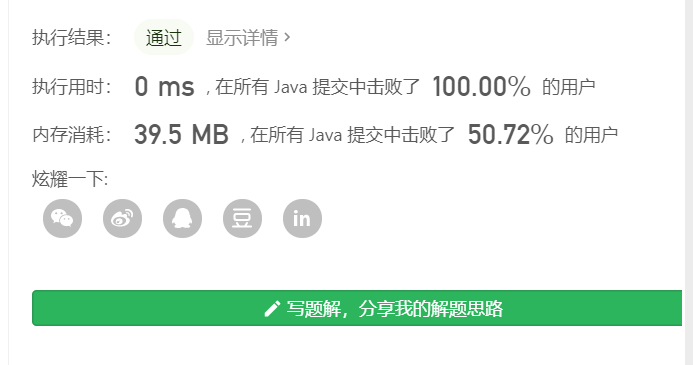 执行结果： 通过 显示详情 ›
执行用时： 0 ms , 在所有 Java 提交中击败了 100.00% 的用户
内存消耗： 39.5 MB , 在所有 Java 提交中击败了 50.72% 的用户
炫耀一下:
豆 in
写题解，分享我的解题思路